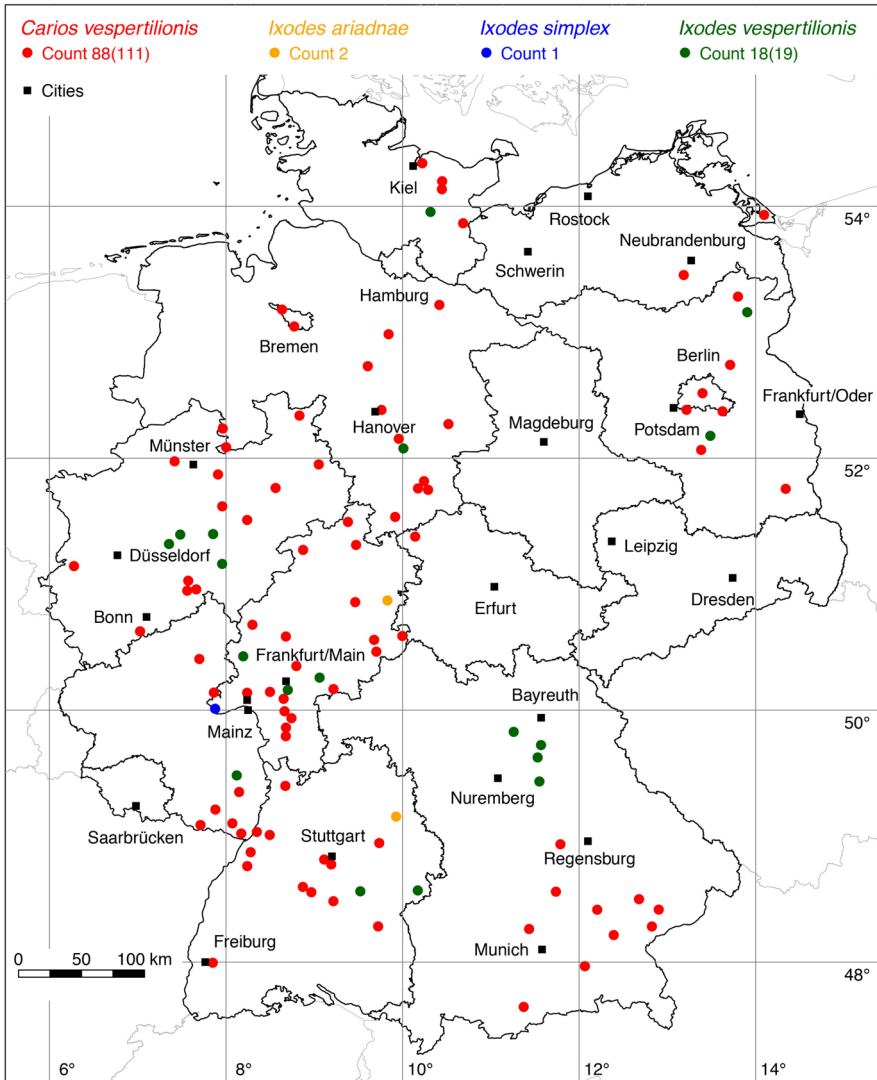 Carios vespertilionis Ixodes ariadnae Ixodes simplex Ixodes vespertilionis
Count 88(111) Count 2 Count 1 Count 18(19)
Cities
Kiel
Rostock
54°
Neubrandenburg
Schwerin
Hamburg
Bremen
Berlin
Frankfurt/Oder
Hanover
Magdeburg
Potsdam
Münster
52°
Düsseldorf
Leipzig
Erfurt
Dresden
Bonn
Frankfurt/Main
Bayreuth
Mainz
50°
Nuremberg
Saarbrücken
Stuttgart
Regensburg
Freiburg
Munich
0 50 100 km
48°
6° 8° 10° 12° 14°